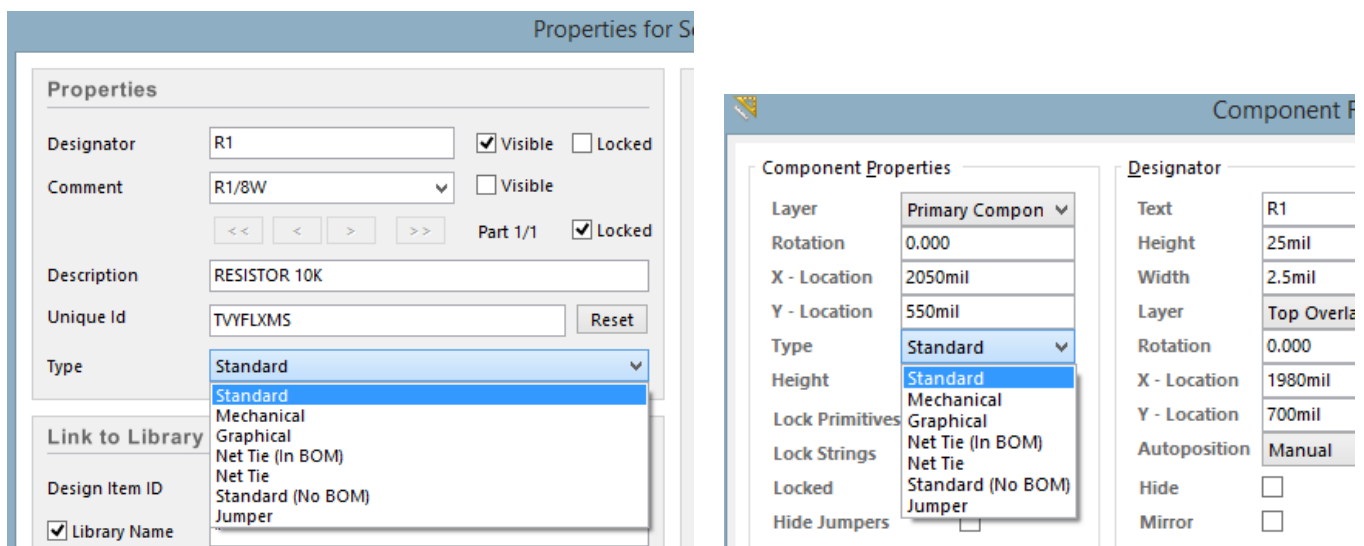 Properties for S
Properties
Designator R1 Visible Locked
Comment R1/8W Visible
<< < > >> Part 1/1 Locked
Description RESISTOR 10K
Unique Id TVYFLXMS Reset
Type Standard
Standard
Mechanical
Graphical
Net Tie (In BOM)
Net Tie
Standard (No BOM)
Jumper
Link to Library
Design Item ID
Library Name
Component P
Component Properties
Layer Primary Compon
Rotation 0.000
X - Location 2050mil
Y - Location 550mil
Type Standard
Height
Standard
Mechanical
Graphical
Net Tie (In BOM)
Net Tie
Standard (No BOM)
Jumper
Lock Primitives
Lock Strings
Locked
Hide Jumpers
Designator
Text R1
Height 25mil
Width 2.5mil
Layer Top Overla
Rotation 0.000
X - Location 1980mil
Y - Location 700mil
Autoposition Manual
Hide
Mirror